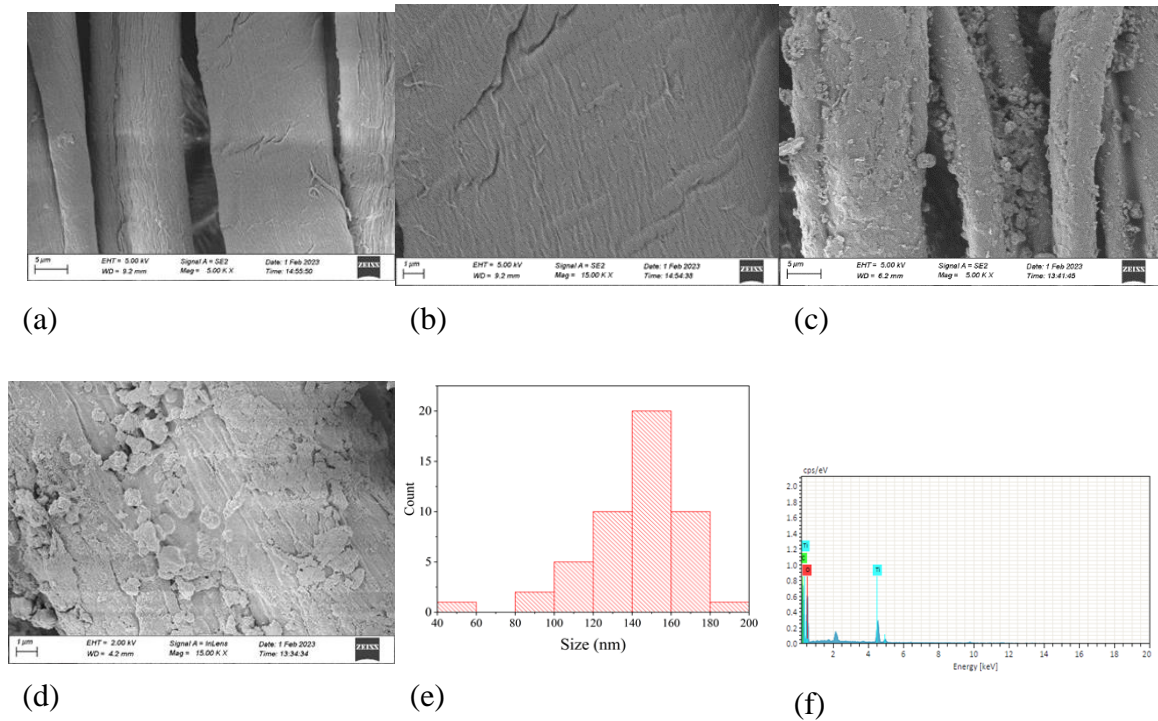 5 µm
EHT = 5.00 kV
WD = 9.2 mm
Signal A = SE2
Mag = 5.00 K X
Date: 1 Feb 2023
Time: 14:55:50
ZEISS
1 µm
EHT = 5.00 kV
WD = 9.2 mm
Signal A = SE2
Mag = 15.00 K X
Date: 1 Feb 2023
Time: 14:54:38
ZEISS
5 µm
EHT = 5.00 kV
WD = 6.2 mm
Signal A = SE2
Mag = 5.00 K X
Date: 1 Feb 2023
Time: 13:41:45
ZEISS
(a)
(b)
(c)
1 µm
EHT = 2.00 kV
WD = 4.2 mm
Signal A = InLens
Mag = 15.00 K X
Date: 1 Feb 2023
Time: 13:34:34
ZEISS
20
15
10
5
0
Count
40 60 80 100 120 140 160 180 200
Size (nm)
cps/eV
2.0
1.8
1.6
1.4
1.2
1.0
0.8
0.6
0.4
0.2
0.0
Ti
C
O
Ti
2 4 6 8 10 12 14 16 18 20
Energy [keV]
(d)
(e)
(f)